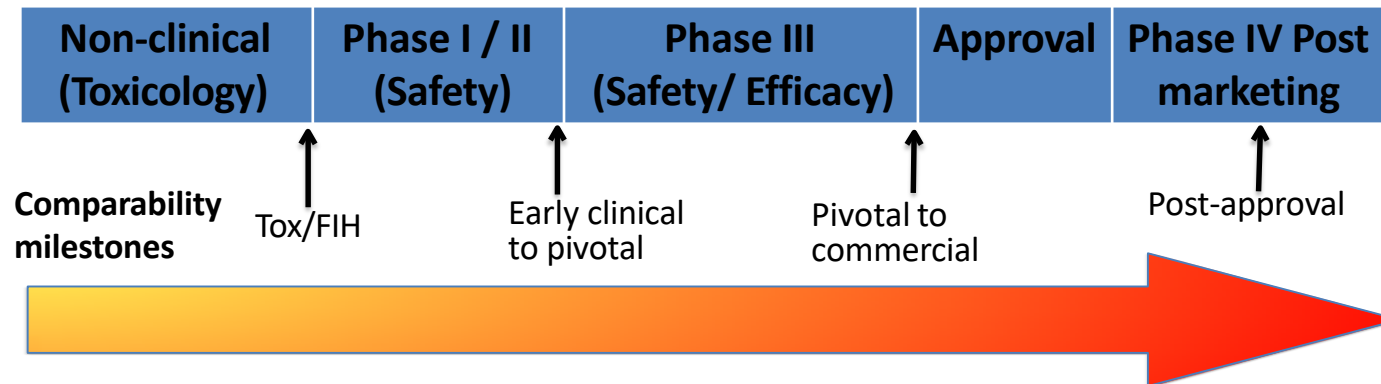 Non-clinical
(Toxicology)
Phase I / II
(Safety)
Phase III
(Safety/ Efficacy)
Approval
Phase IV Post
marketing
Comparability
milestones
Tox/FIH
Early clinical
to pivotal
Pivotal to
commercial
Post-approval